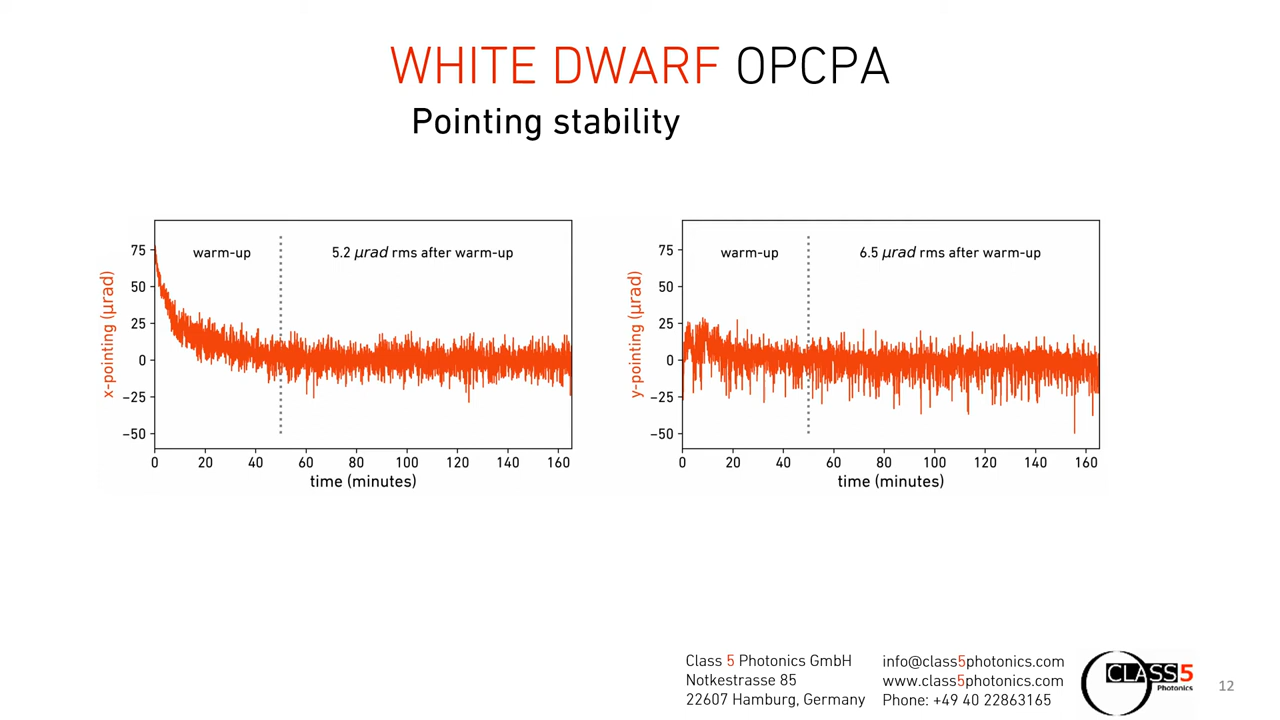 WHITE DWARF OPCPA
Pointing stability
warm-up
5.2 μrad rms after warm-up
x-pointing (μrad)
75
50
25
0
−25
−50
0 20 40 60 80 100 120 140 160
time (minutes)
warm-up
6.5 μrad rms after warm-up
y-pointing (μrad)
75
50
25
0
−25
−50
0 20 40 60 80 100 120 140 160
time (minutes)
Class 5 Photonics GmbH
Notkestrasse 85
22607 Hamburg, Germany
info@class5photonics.com
www.class5photonics.com
Phone: +49 40 22863165
CLASS5
Photonics
12